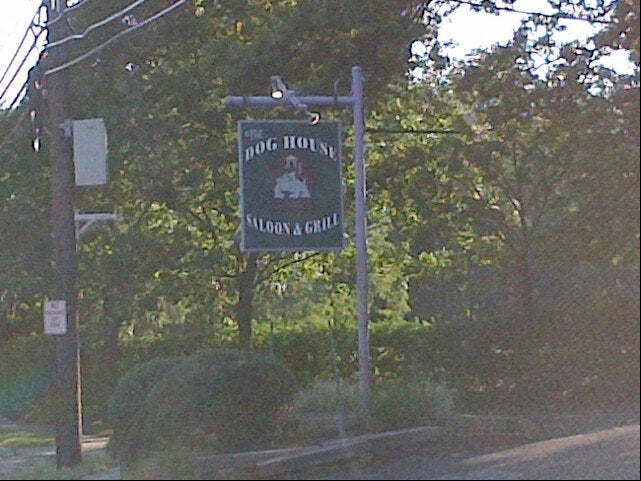 THE
DOG HOUSE
SALOON & GRILL